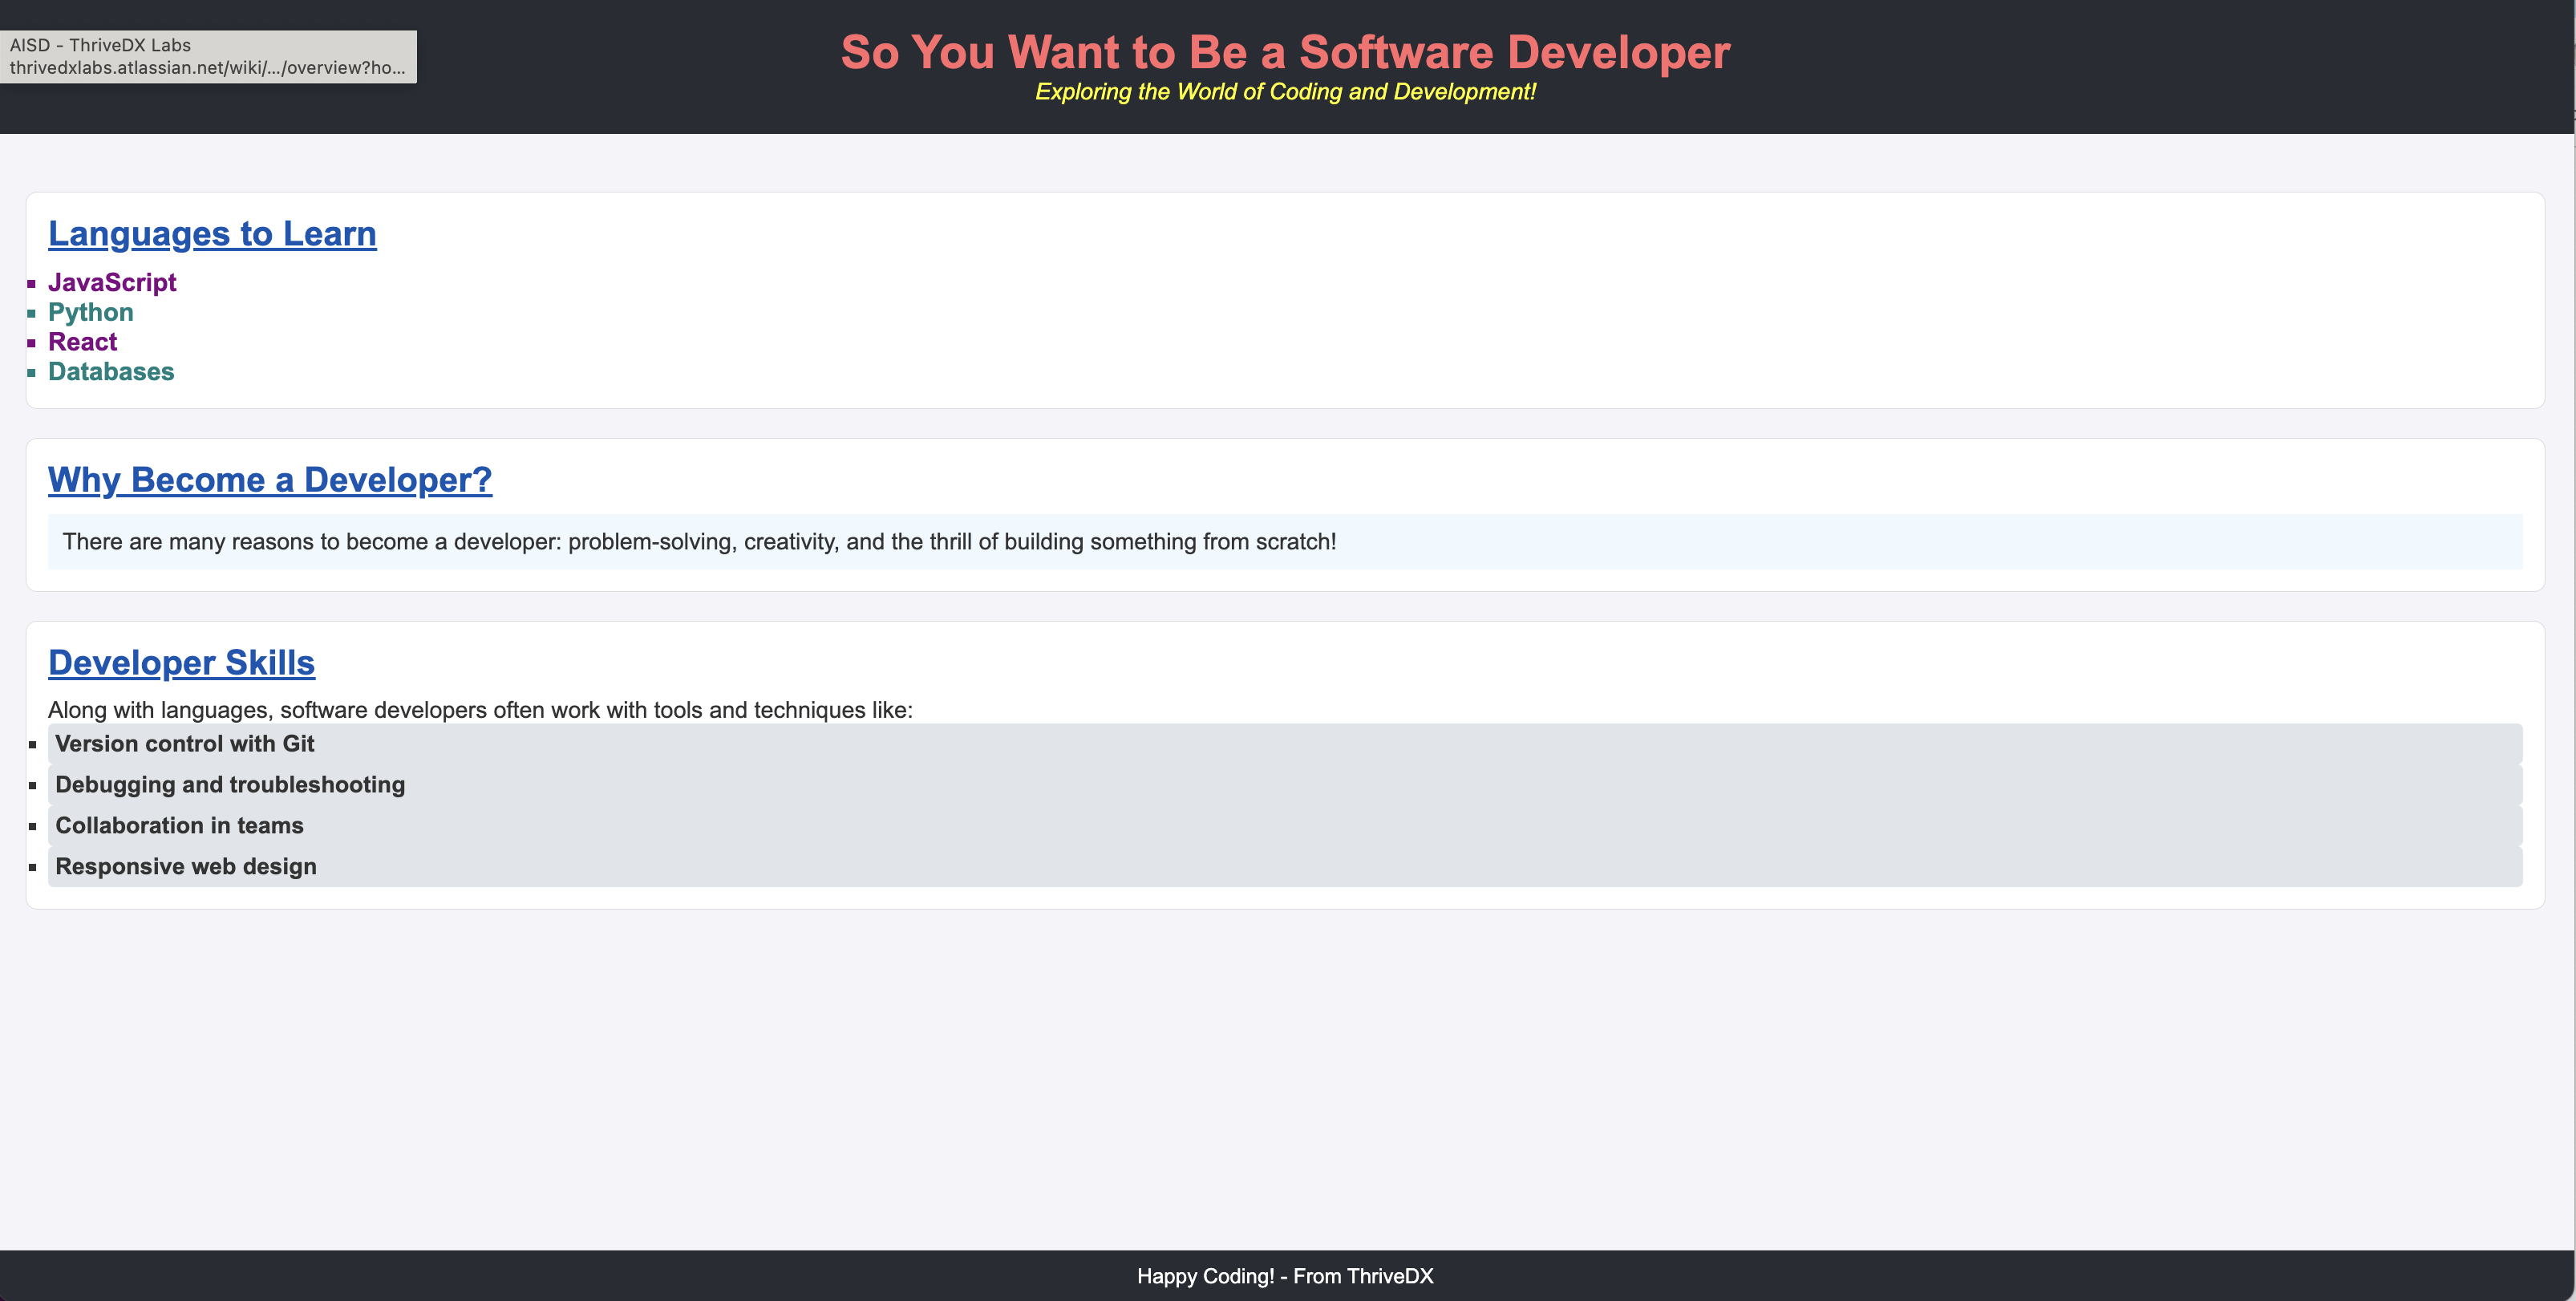 AISD - ThriveDX Labs
thrivedxlabs.atlassian.net/wiki/.../overview?ho...
So You Want to Be a Software Developer
Exploring the World of Coding and Development!
Languages to Learn
JavaScript
Python
React
Databases
Why Become a Developer?
There are many reasons to become a developer: problem-solving, creativity, and the thrill of building something from scratch!
Developer Skills
Along with languages, software developers often work with tools and techniques like:
Version control with Git
Debugging and troubleshooting
Collaboration in teams
Responsive web design
Happy Coding! - From ThriveDX